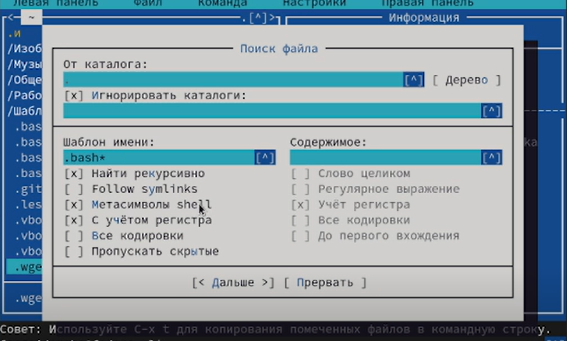 Левая панель Файл Команда Настройки Правая панель
<─ ~ .[^]> Информация
.и
/Изоб Поиск файла
/Музы От каталога:
/Обще . [^] [ Дерево ]
/Рабо [x] Игнорировать каталоги:
/Шабл [^]
.bas
.bas Шаблон имени: Содержимое: ка
.bas .bash* [^] [^]
.bas [x] Найти рекурсивно [ ] Слово целиком
.git [ ] Follow symlinks [ ] Регулярное выражение
.les [x] Метасимволы shell [x] Учёт регистра
.vbo [x] С учётом регистра [ ] Все кодировки
.vbo [ ] Все кодировки [ ] До первого вхождения
.vbo [ ] Пропускать скрытые
.wge
[< Дальше >] [ Прервать ]
.wge
Совет: Используйте C-x t для копирования помеченных файлов в командную строку.